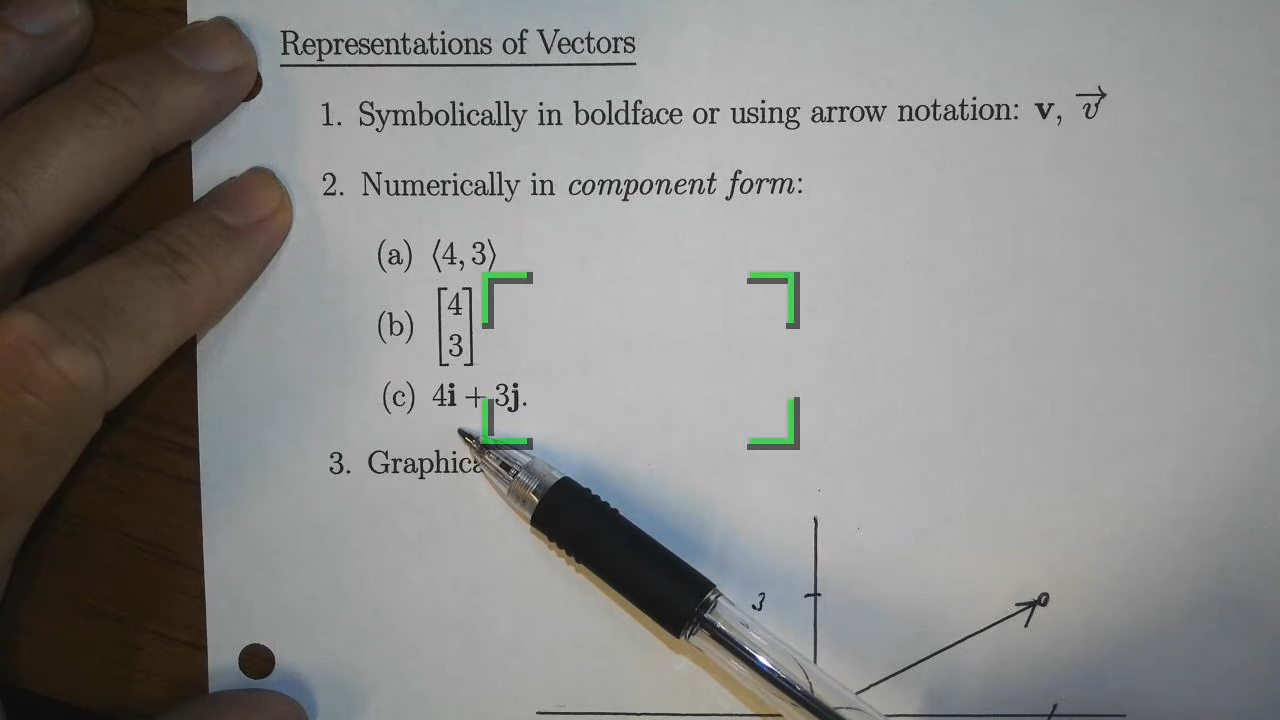 Representations of Vectors
1. Symbolically in boldface or using arrow notation: v, v⃗
2. Numerically in component form:
(a) ⟨4, 3⟩
(b) [4
3]
(c) 4i + 3j.
3.
3